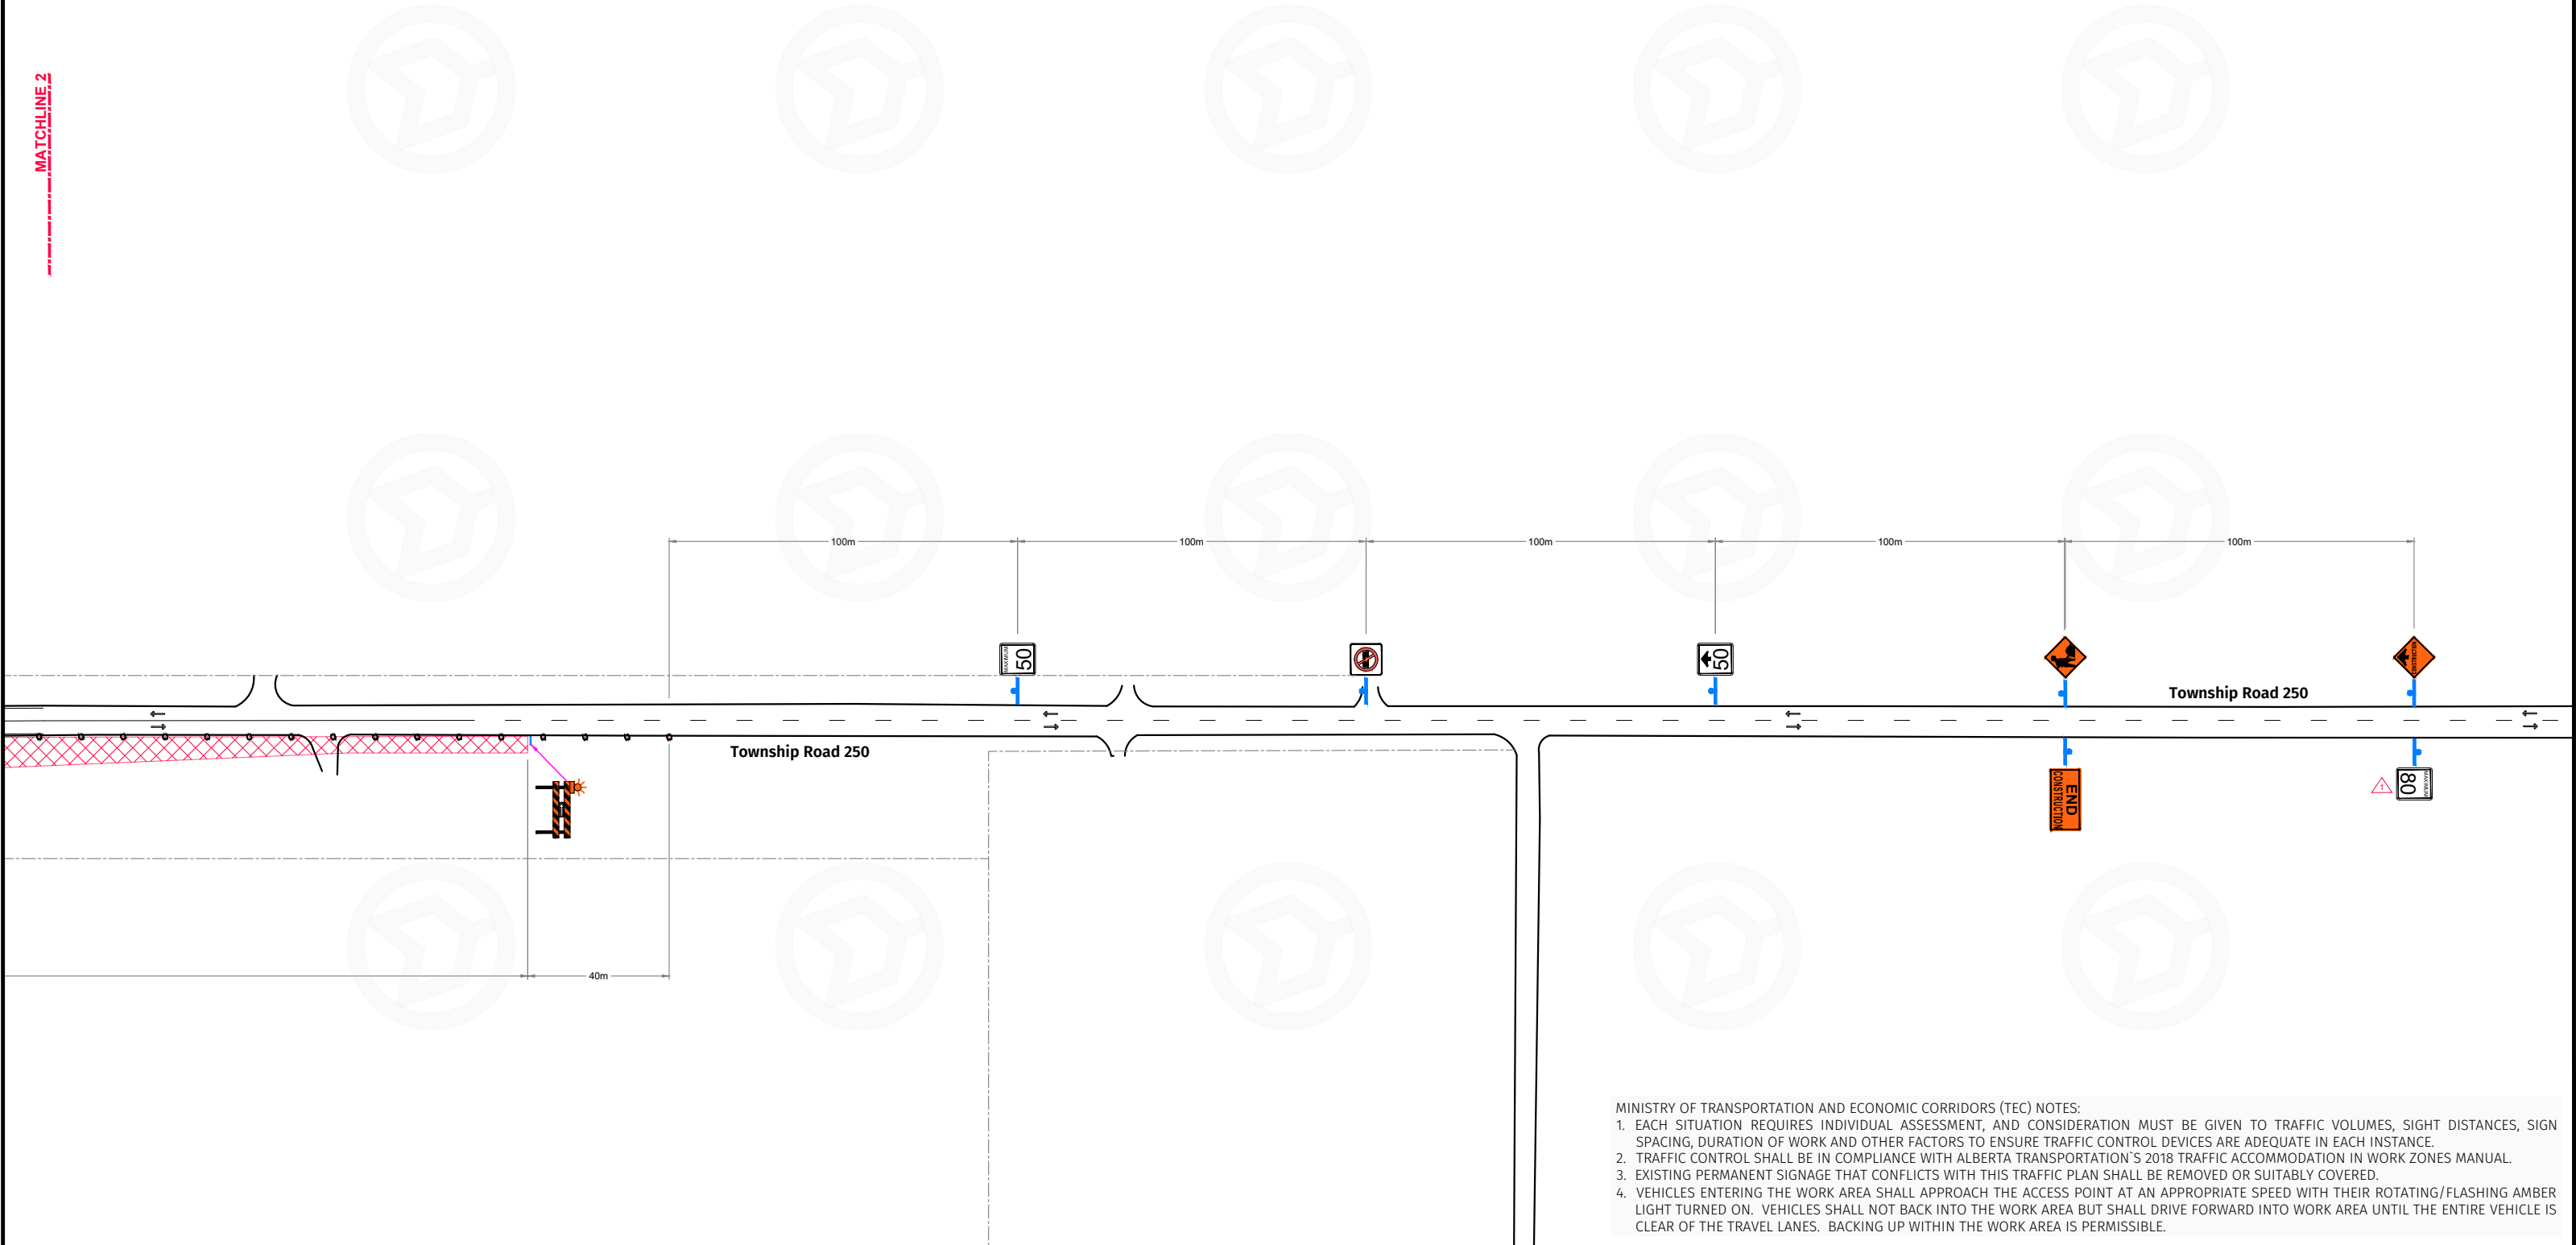 MATCHLINE 2
100m
100m
100m
100m
100m
MAXIMUM
50
50
CONSTRUCTION
Township Road 250
Township Road 250
END
CONSTRUCTION
1
MAXIMUM
80
40m
MINISTRY OF TRANSPORTATION AND ECONOMIC CORRIDORS (TEC) NOTES:
1. EACH SITUATION REQUIRES INDIVIDUAL ASSESSMENT, AND CONSIDERATION MUST BE GIVEN TO TRAFFIC VOLUMES, SIGHT DISTANCES, SIGN
SPACING, DURATION OF WORK AND OTHER FACTORS TO ENSURE TRAFFIC CONTROL DEVICES ARE ADEQUATE IN EACH INSTANCE.
2. TRAFFIC CONTROL SHALL BE IN COMPLIANCE WITH ALBERTA TRANSPORTATION`S 2018 TRAFFIC ACCOMMODATION IN WORK ZONES MANUAL.
3. EXISTING PERMANENT SIGNAGE THAT CONFLICTS WITH THIS TRAFFIC PLAN SHALL BE REMOVED OR SUITABLY COVERED.
4. VEHICLES ENTERING THE WORK AREA SHALL APPROACH THE ACCESS POINT AT AN APPROPRIATE SPEED WITH THEIR ROTATING/FLASHING AMBER
LIGHT TURNED ON. VEHICLES SHALL NOT BACK INTO THE WORK AREA BUT SHALL DRIVE FORWARD INTO WORK AREA UNTIL THE ENTIRE VEHICLE IS
CLEAR OF THE TRAVEL LANES. BACKING UP WITHIN THE WORK AREA IS PERMISSIBLE.